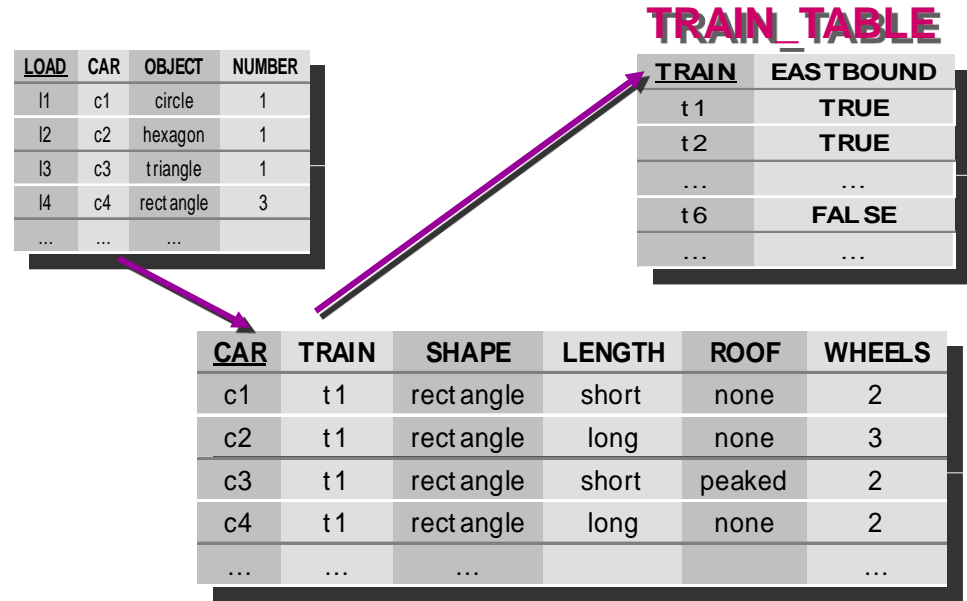 TRAIN_TABLE
LOAD CAR OBJECT NUMBER
l1 c1 circle 1
l2 c2 hexagon 1
l3 c3 triangle 1
l4 c4 rectangle 3
… … …
TRAIN EASTBOUND
t1 TRUE
t2 TRUE
… …
t6 FALSE
… …
CAR TRAIN SHAPE LENGTH ROOF WHEELS
c1 t1 rectangle short none 2
c2 t1 rectangle long none 3
c3 t1 rectangle short peaked 2
c4 t1 rectangle long none 2
… … … …